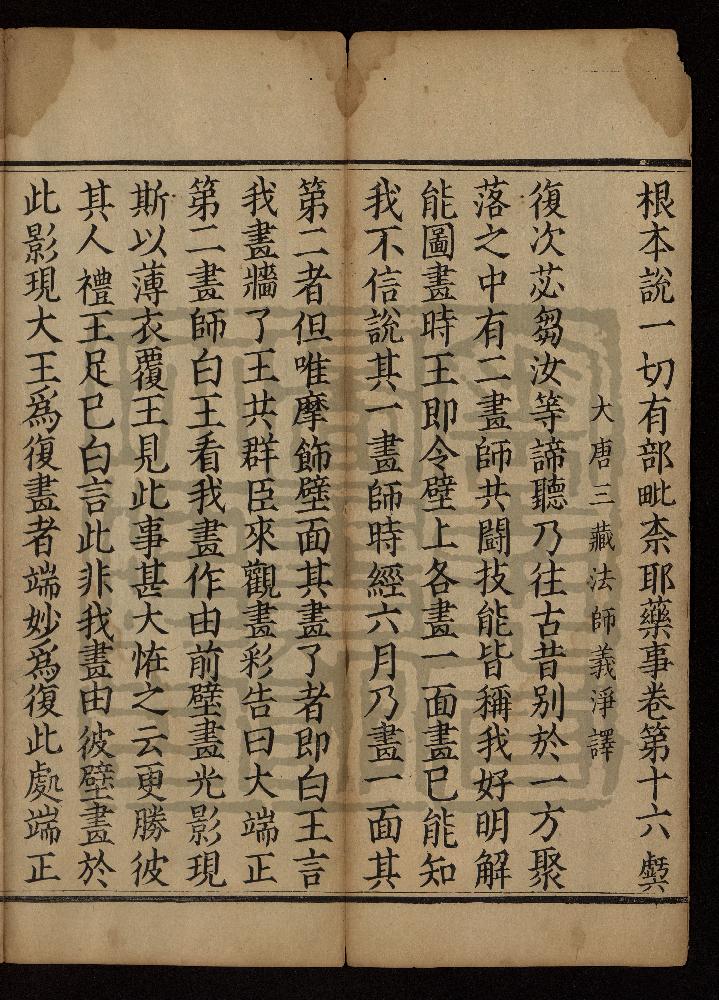 根本說一切有部毗柰耶藥事卷第十六
大唐三藏法師義淨譯
復次苾芻汝等諦聽乃往古昔別於一方聚
落之中有二畫師共鬪技能皆稱我好明解
能圖畫時王即令壁上各畫一面畫已能知
我不信說其一畫師時經六月乃畫一面其
第二者但唯摩飾壁面其畫了者即白王言
我畫牆了王共群臣來觀畫彩告曰大端正
第二畫師白王看我畫作由前壁畫光影現
斯以薄衣覆王見此事甚大恠之云更勝彼
其人禮王足已白言此非我畫由彼壁畫於
此影現大王為復畫者端妙為復此處端正